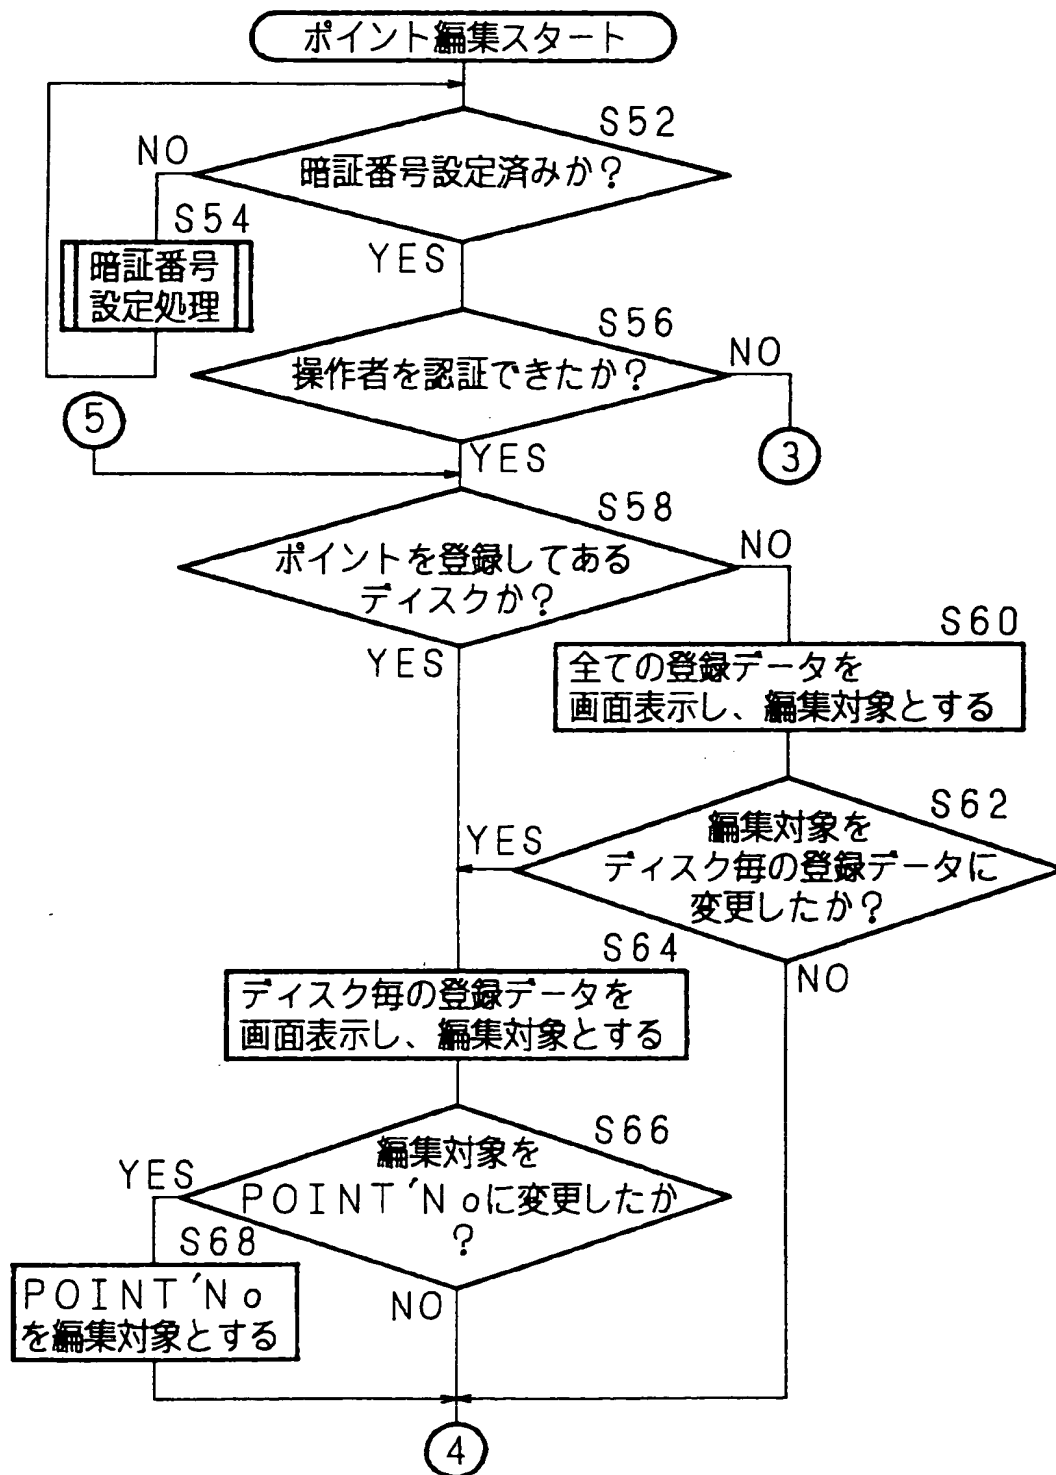 ポイント編集スタート
S52
NO
暗証番号設定済みか？
S54
YES
暗証番号
設定処理
S56
NO
操作者を認証できたか？
5
3
YES
S58
NO
ポイントを登録してある
ディスクか？
S60
YES
全ての登録データを
画面表示し、編集対象とする
S62
YES
編集対象を
ディスク毎の登録データに
変更したか？
S64
NO
ディスク毎の登録データを
画面表示し、編集対象とする
S66
編集対象を
YES
POINT'Noに変更したか
？
S68
NO
POINT'No
を編集対象とする
4